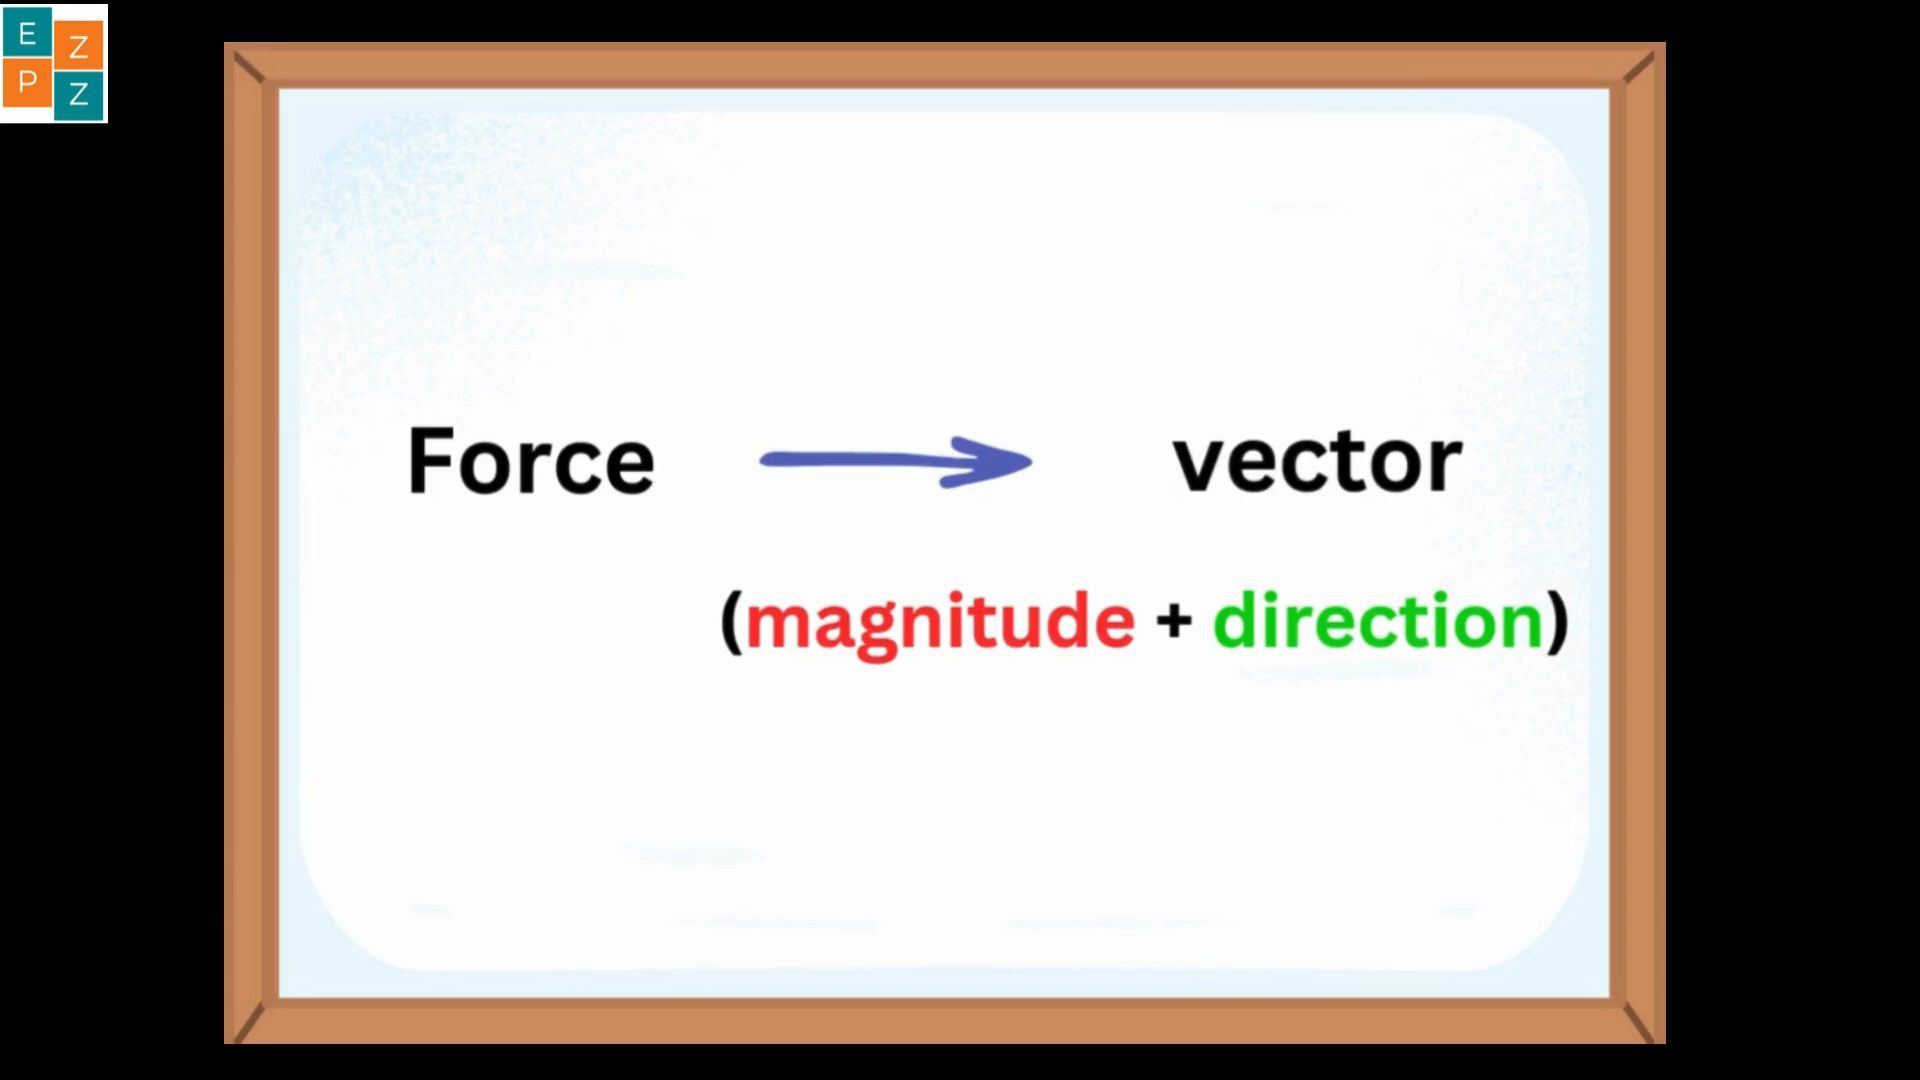 E Z
P Z
Force vector
(magnitude + direction)